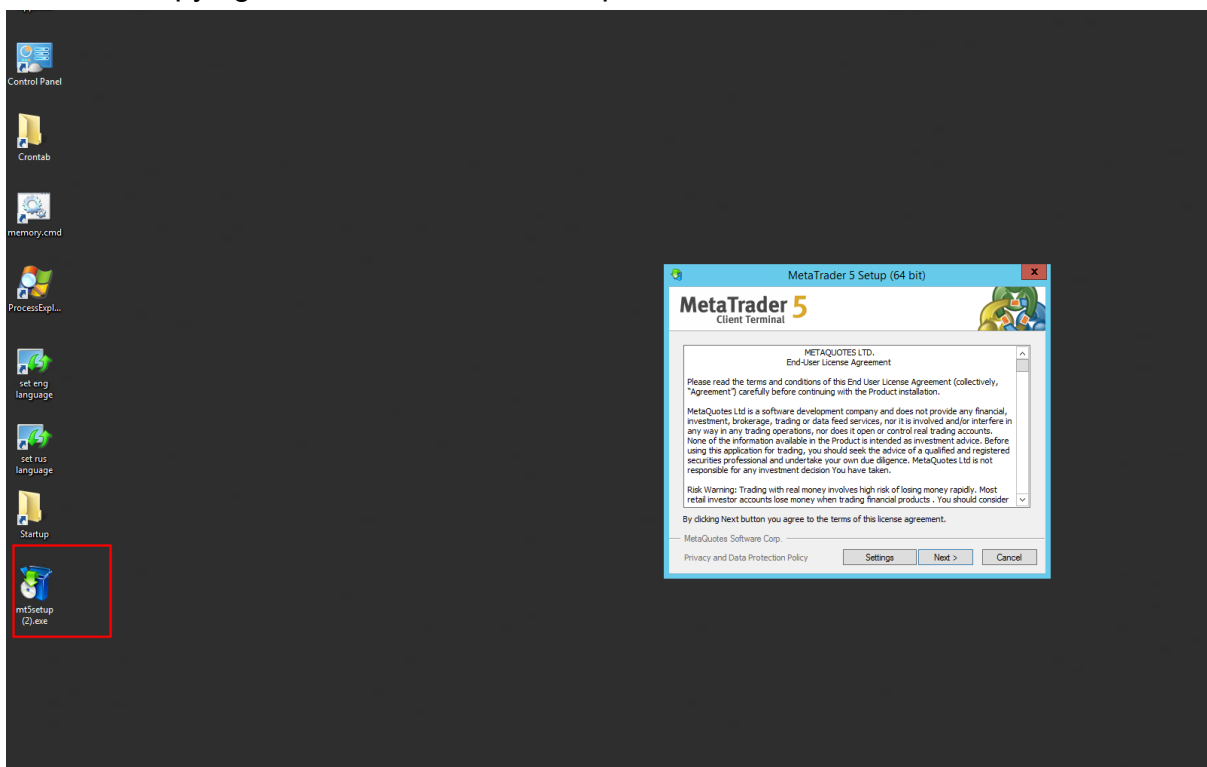 Control Panel
Crontab
memory.cmd
ProcessExpl...
set eng
language
set rus
language
Startup
mt5setup
(2).exe
MetaTrader 5 Setup (64 bit)
x
MetaTrader 5
Client Terminal
METAQUOTES LTD.
End-User License Agreement
Please read the terms and conditions of this End User License Agreement (collectively,
"Agreement") carefully before continuing with the Product installation.
MetaQuotes Ltd is a software development company and does not provide any financial,
investment, brokerage, trading or data feed services, nor it is involved and/or interfere in
any way in any trading operations, nor does it open or control real trading accounts.
None of the information available in the Product is intended as investment advice. Before
using this application for trading, you should seek the advice of a qualified and registered
securities professional and undertake your own due diligence. MetaQuotes Ltd is not
responsible for any investment decision You have taken.
Risk Warning: Trading with real money involves high risk of losing money rapidly. Most
retail investor accounts lose money when trading financial products . You should consider
By clicking Next button you agree to the terms of this license agreement.
MetaQuotes Software Corp.
Privacy and Data Protection Policy
Settings
Next >
Cancel